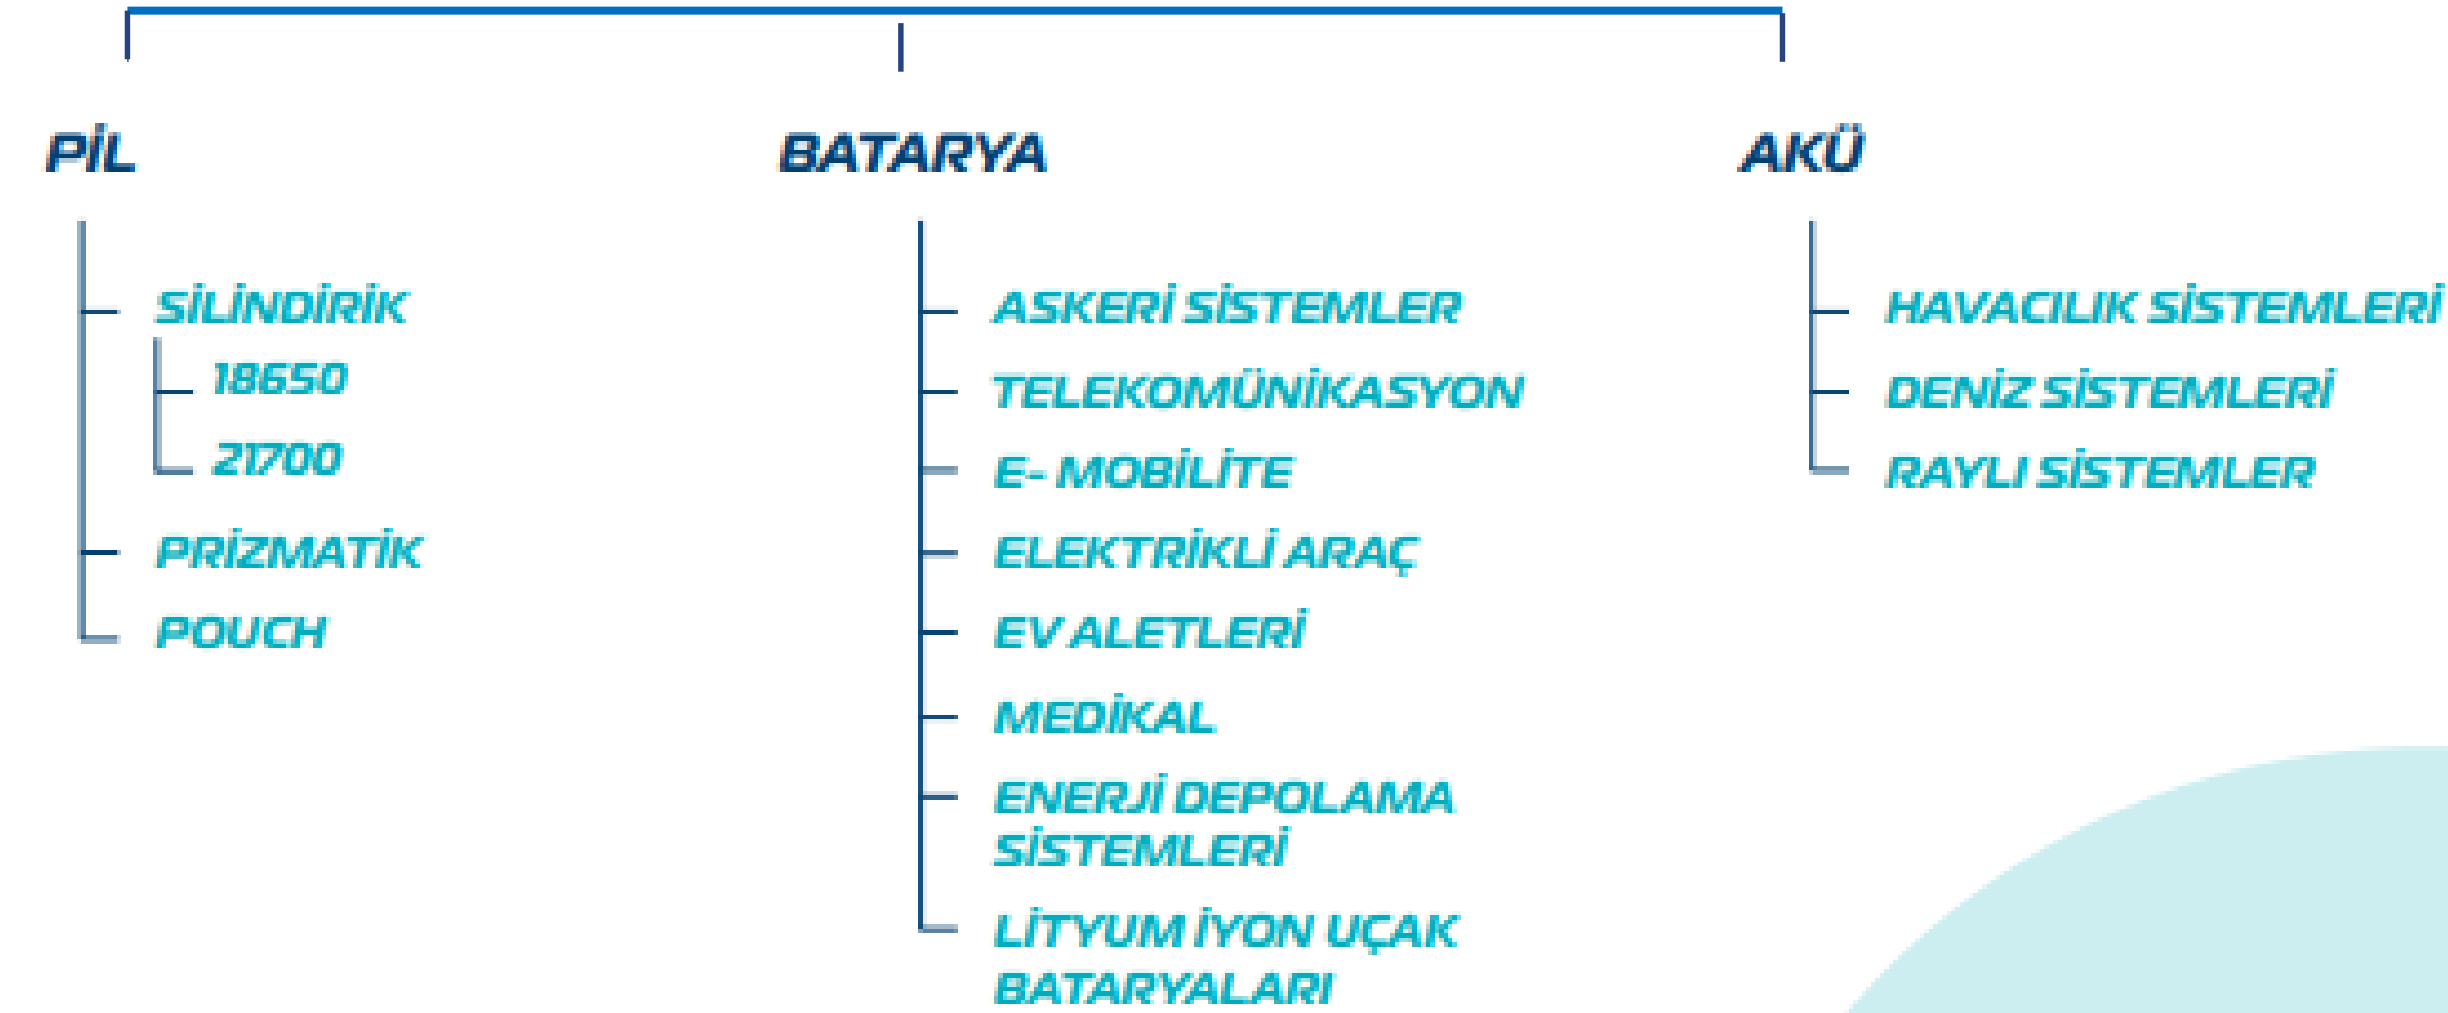 PİL
SİLİNDİRİK
18650
21700
PRİZMATİK
POUCH
BATARYA
ASKERİ SİSTEMLER
TELEKOMÜNİKASYON
E- MOBİLİTE
ELEKTRİKLİ ARAÇ
EV ALETLERİ
MEDİKAL
ENERJİ DEPOLAMA
SİSTEMLERİ
LİTYUM İYON UÇAK
BATARYALARI
AKÜ
HAVACILIK SİSTEMLERİ
DENİZ SİSTEMLERİ
RAYLI SİSTEMLER